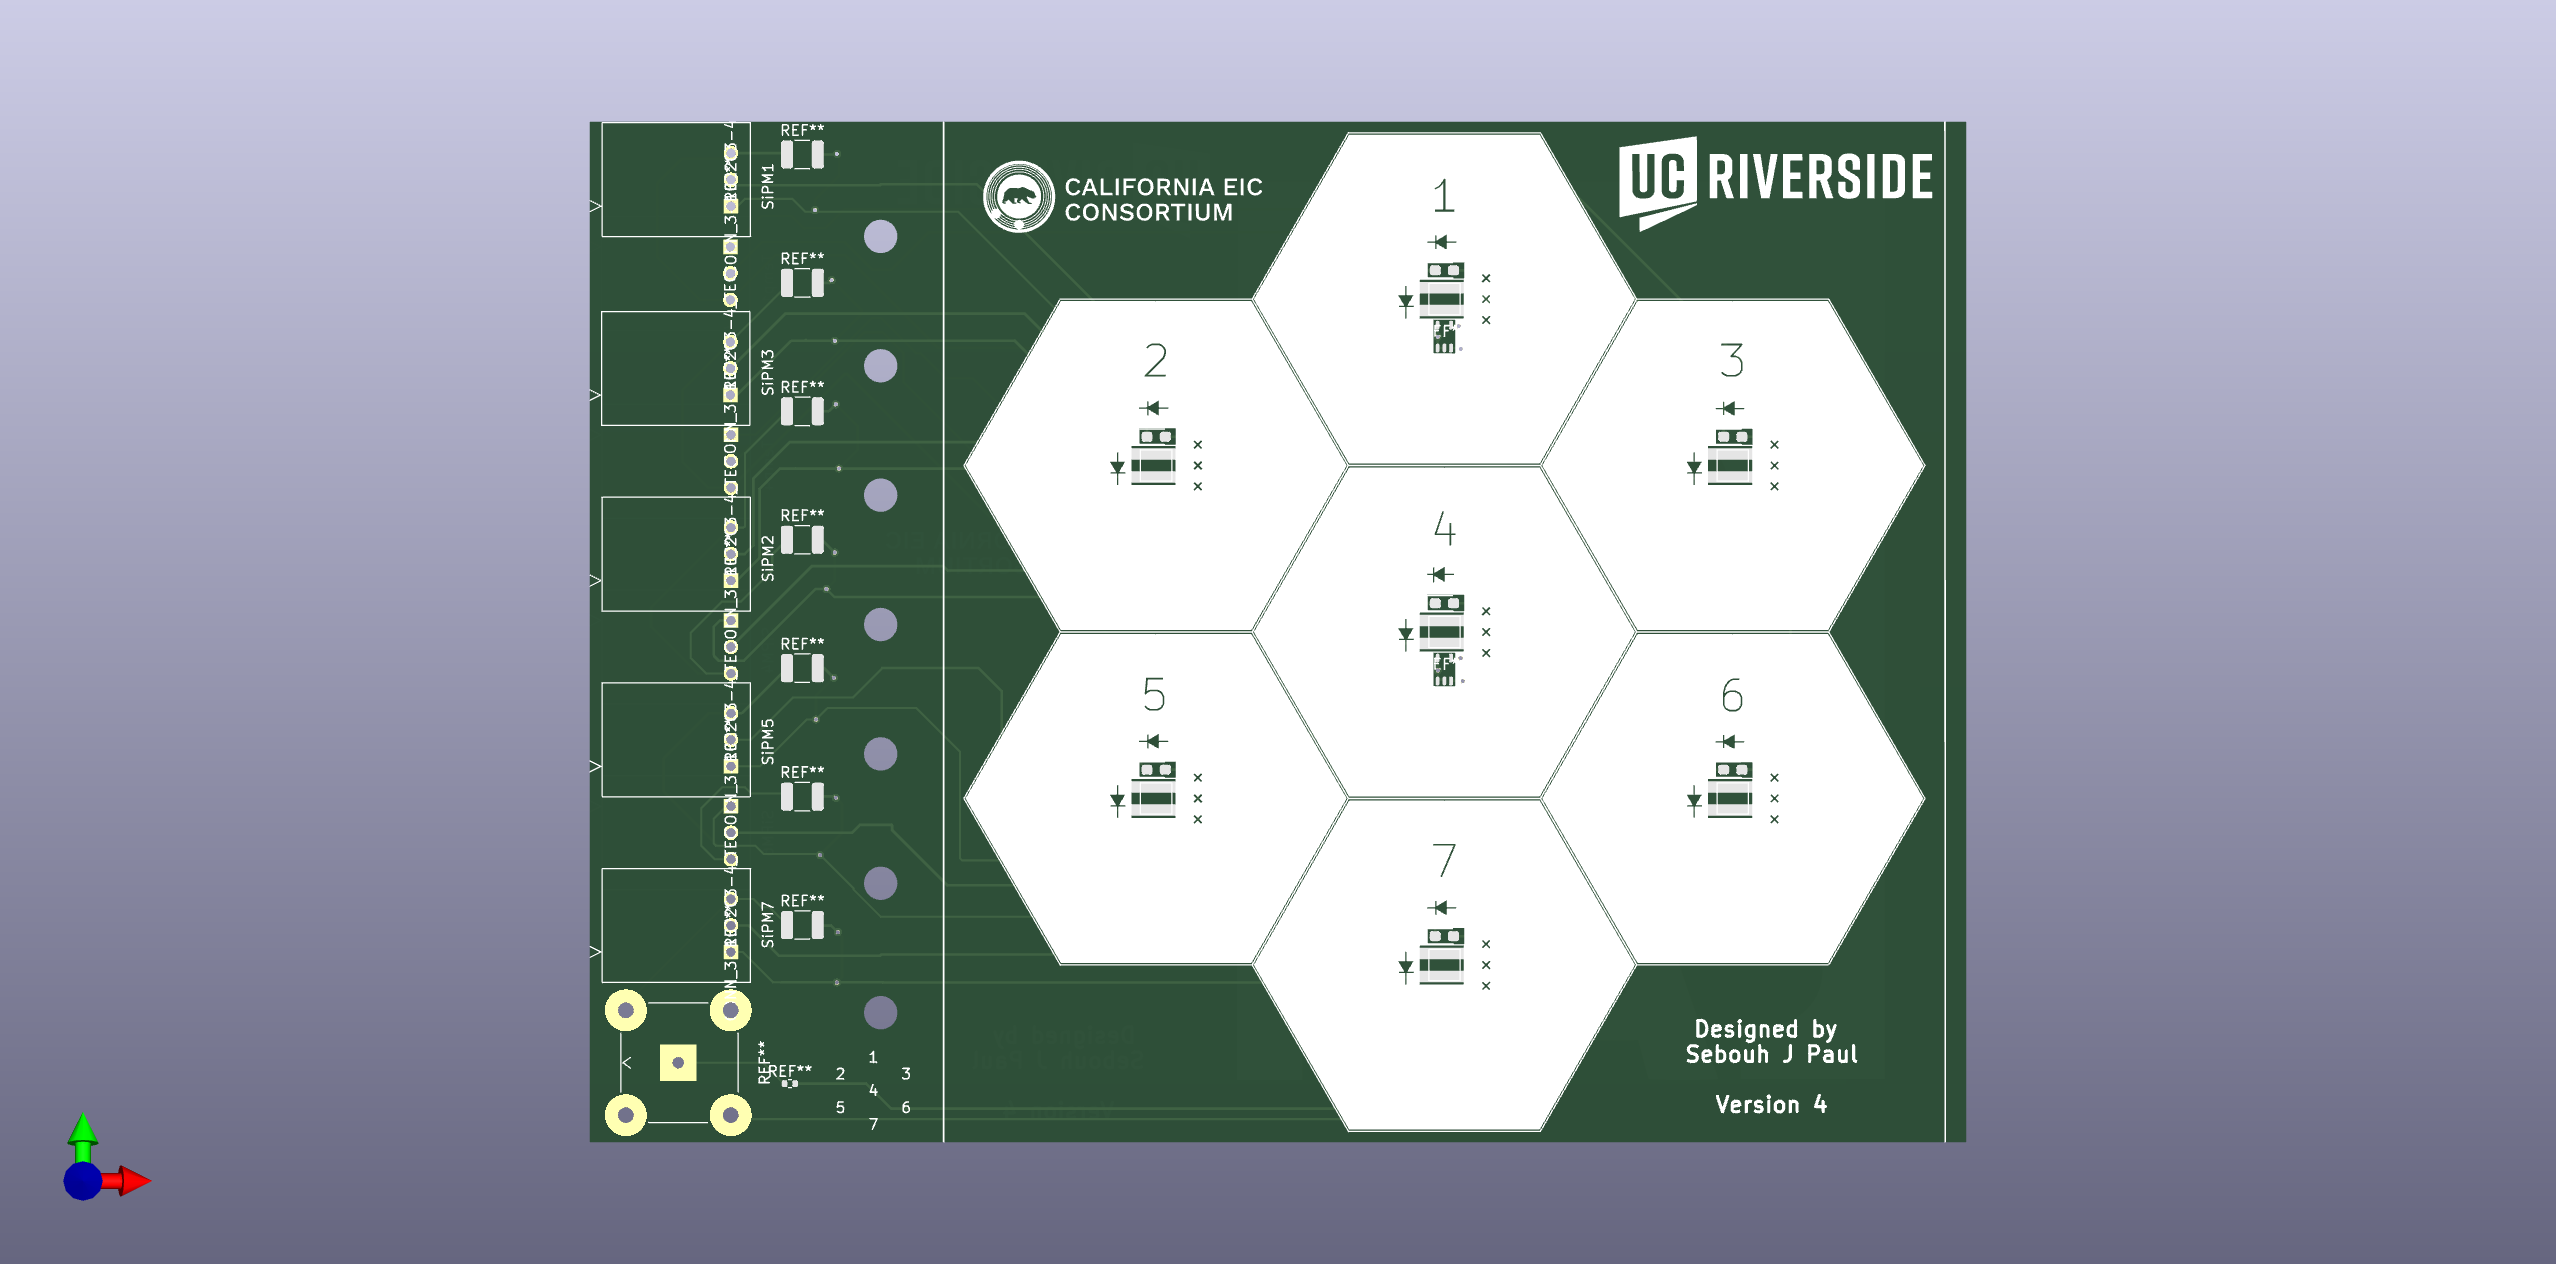 REF**
SiPM1
REF**
SiPM3
REF**
SiPM2
REF**
REF**
SiPM5
REF**
SiPM7
REF**
REF**
REF**
1
2 3
4
5 6
7
CALIFORNIA EIC
CONSORTIUM
UC RIVERSIDE
1
2
3
4
5
6
7
Designed by
Sebouh J Paul
Version 4